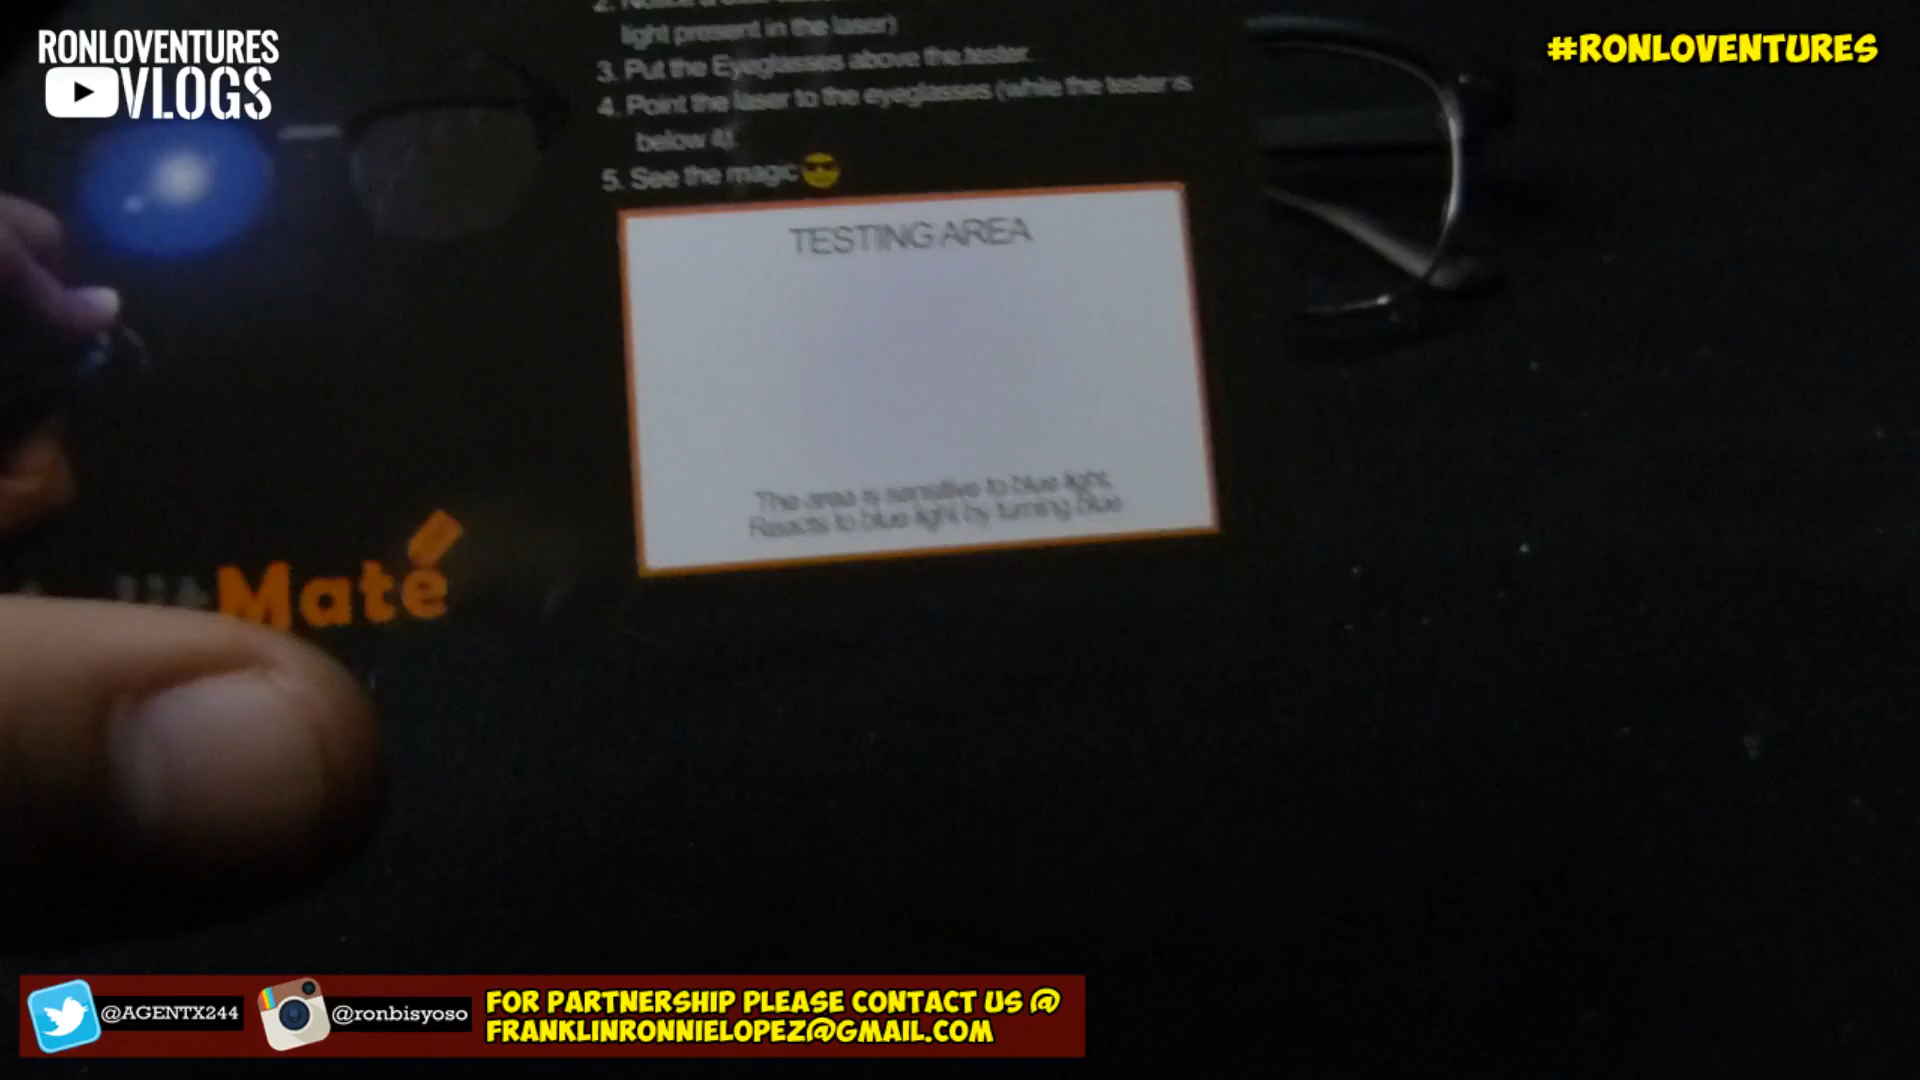 RONLOVENTURES
VLOGS
#RONLOVENTURES
light present in the laser)
3. Put the Eyeglasses above the tester.
4. Point the laser to the eyeglasses (while the tester is
below it).
5. See the magic 😎
TESTING AREA
The area is sensitive to blue light.
Reacts to blue light by turning Blue
Mate
@AGENTX244
@ronbisyoso
FOR PARTNERSHIP PLEASE CONTACT US @
FRANKLINRONNIELOPEZ@GMAIL.COM